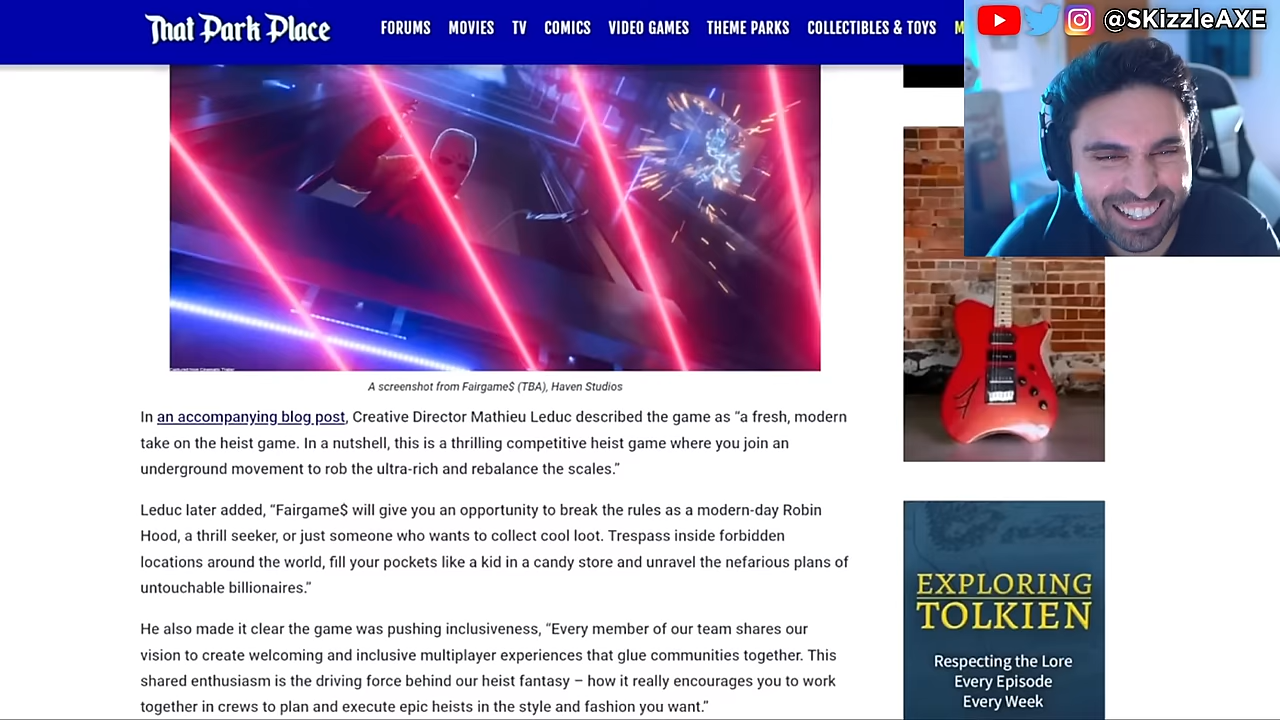 That Park Place
FORUMS MOVIES TV COMICS VIDEO GAMES THEME PARKS COLLECTIBLES & TOYS M
@SKizzleAXE
A screenshot from Fairgame$ (TBA), Haven Studios
In an accompanying blog post, Creative Director Mathieu Leduc described the game as “a fresh, modern
take on the heist game. In a nutshell, this is a thrilling competitive heist game where you join an
underground movement to rob the ultra-rich and rebalance the scales.”
Leduc later added, “Fairgame$ will give you an opportunity to break the rules as a modern-day Robin
Hood, a thrill seeker, or just someone who wants to collect cool loot. Trespass inside forbidden
locations around the world, fill your pockets like a kid in a candy store and unravel the nefarious plans of
untouchable billionaires.”
He also made it clear the game was pushing inclusiveness, “Every member of our team shares our
vision to create welcoming and inclusive multiplayer experiences that glue communities together. This
shared enthusiasm is the driving force behind our heist fantasy – how it really encourages you to work
together in crews to plan and execute epic heists in the style and fashion you want.”
EXPLORING
TOLKIEN
Respecting the Lore
Every Episode
Every Week